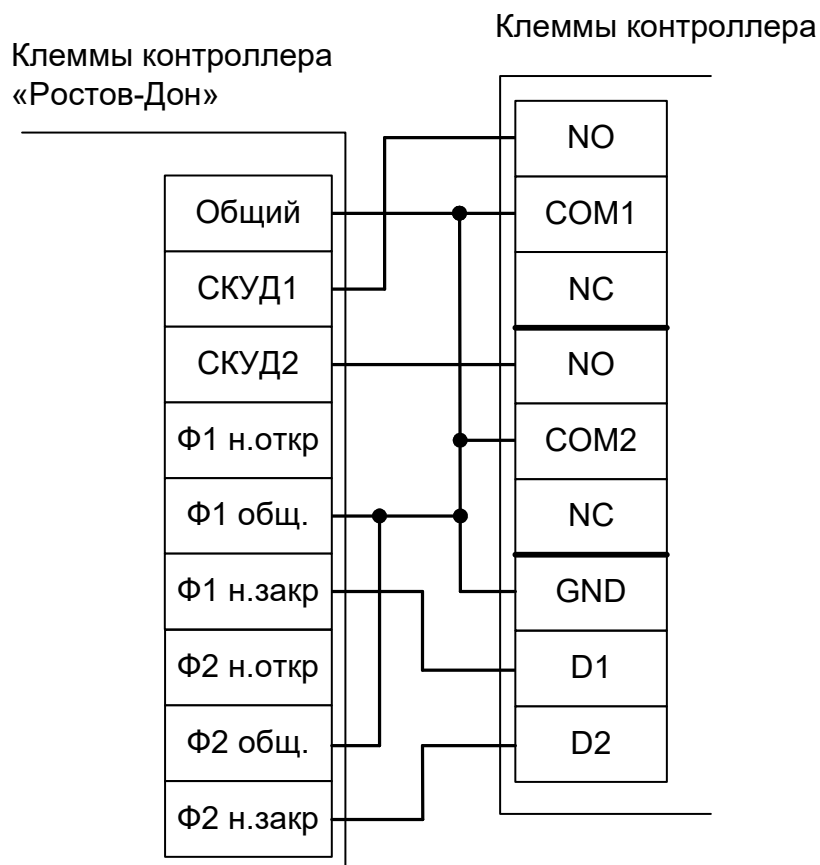 Клеммы контроллера
«Ростов-Дон»
Общий
СКУД1
СКУД2
Ф1 н.откр
Ф1 общ.
Ф1 н.закр
Ф2 н.откр
Ф2 общ.
Ф2 н.закр
Клеммы контроллера
NO
COM1
NC
NO
COM2
NC
GND
D1
D2